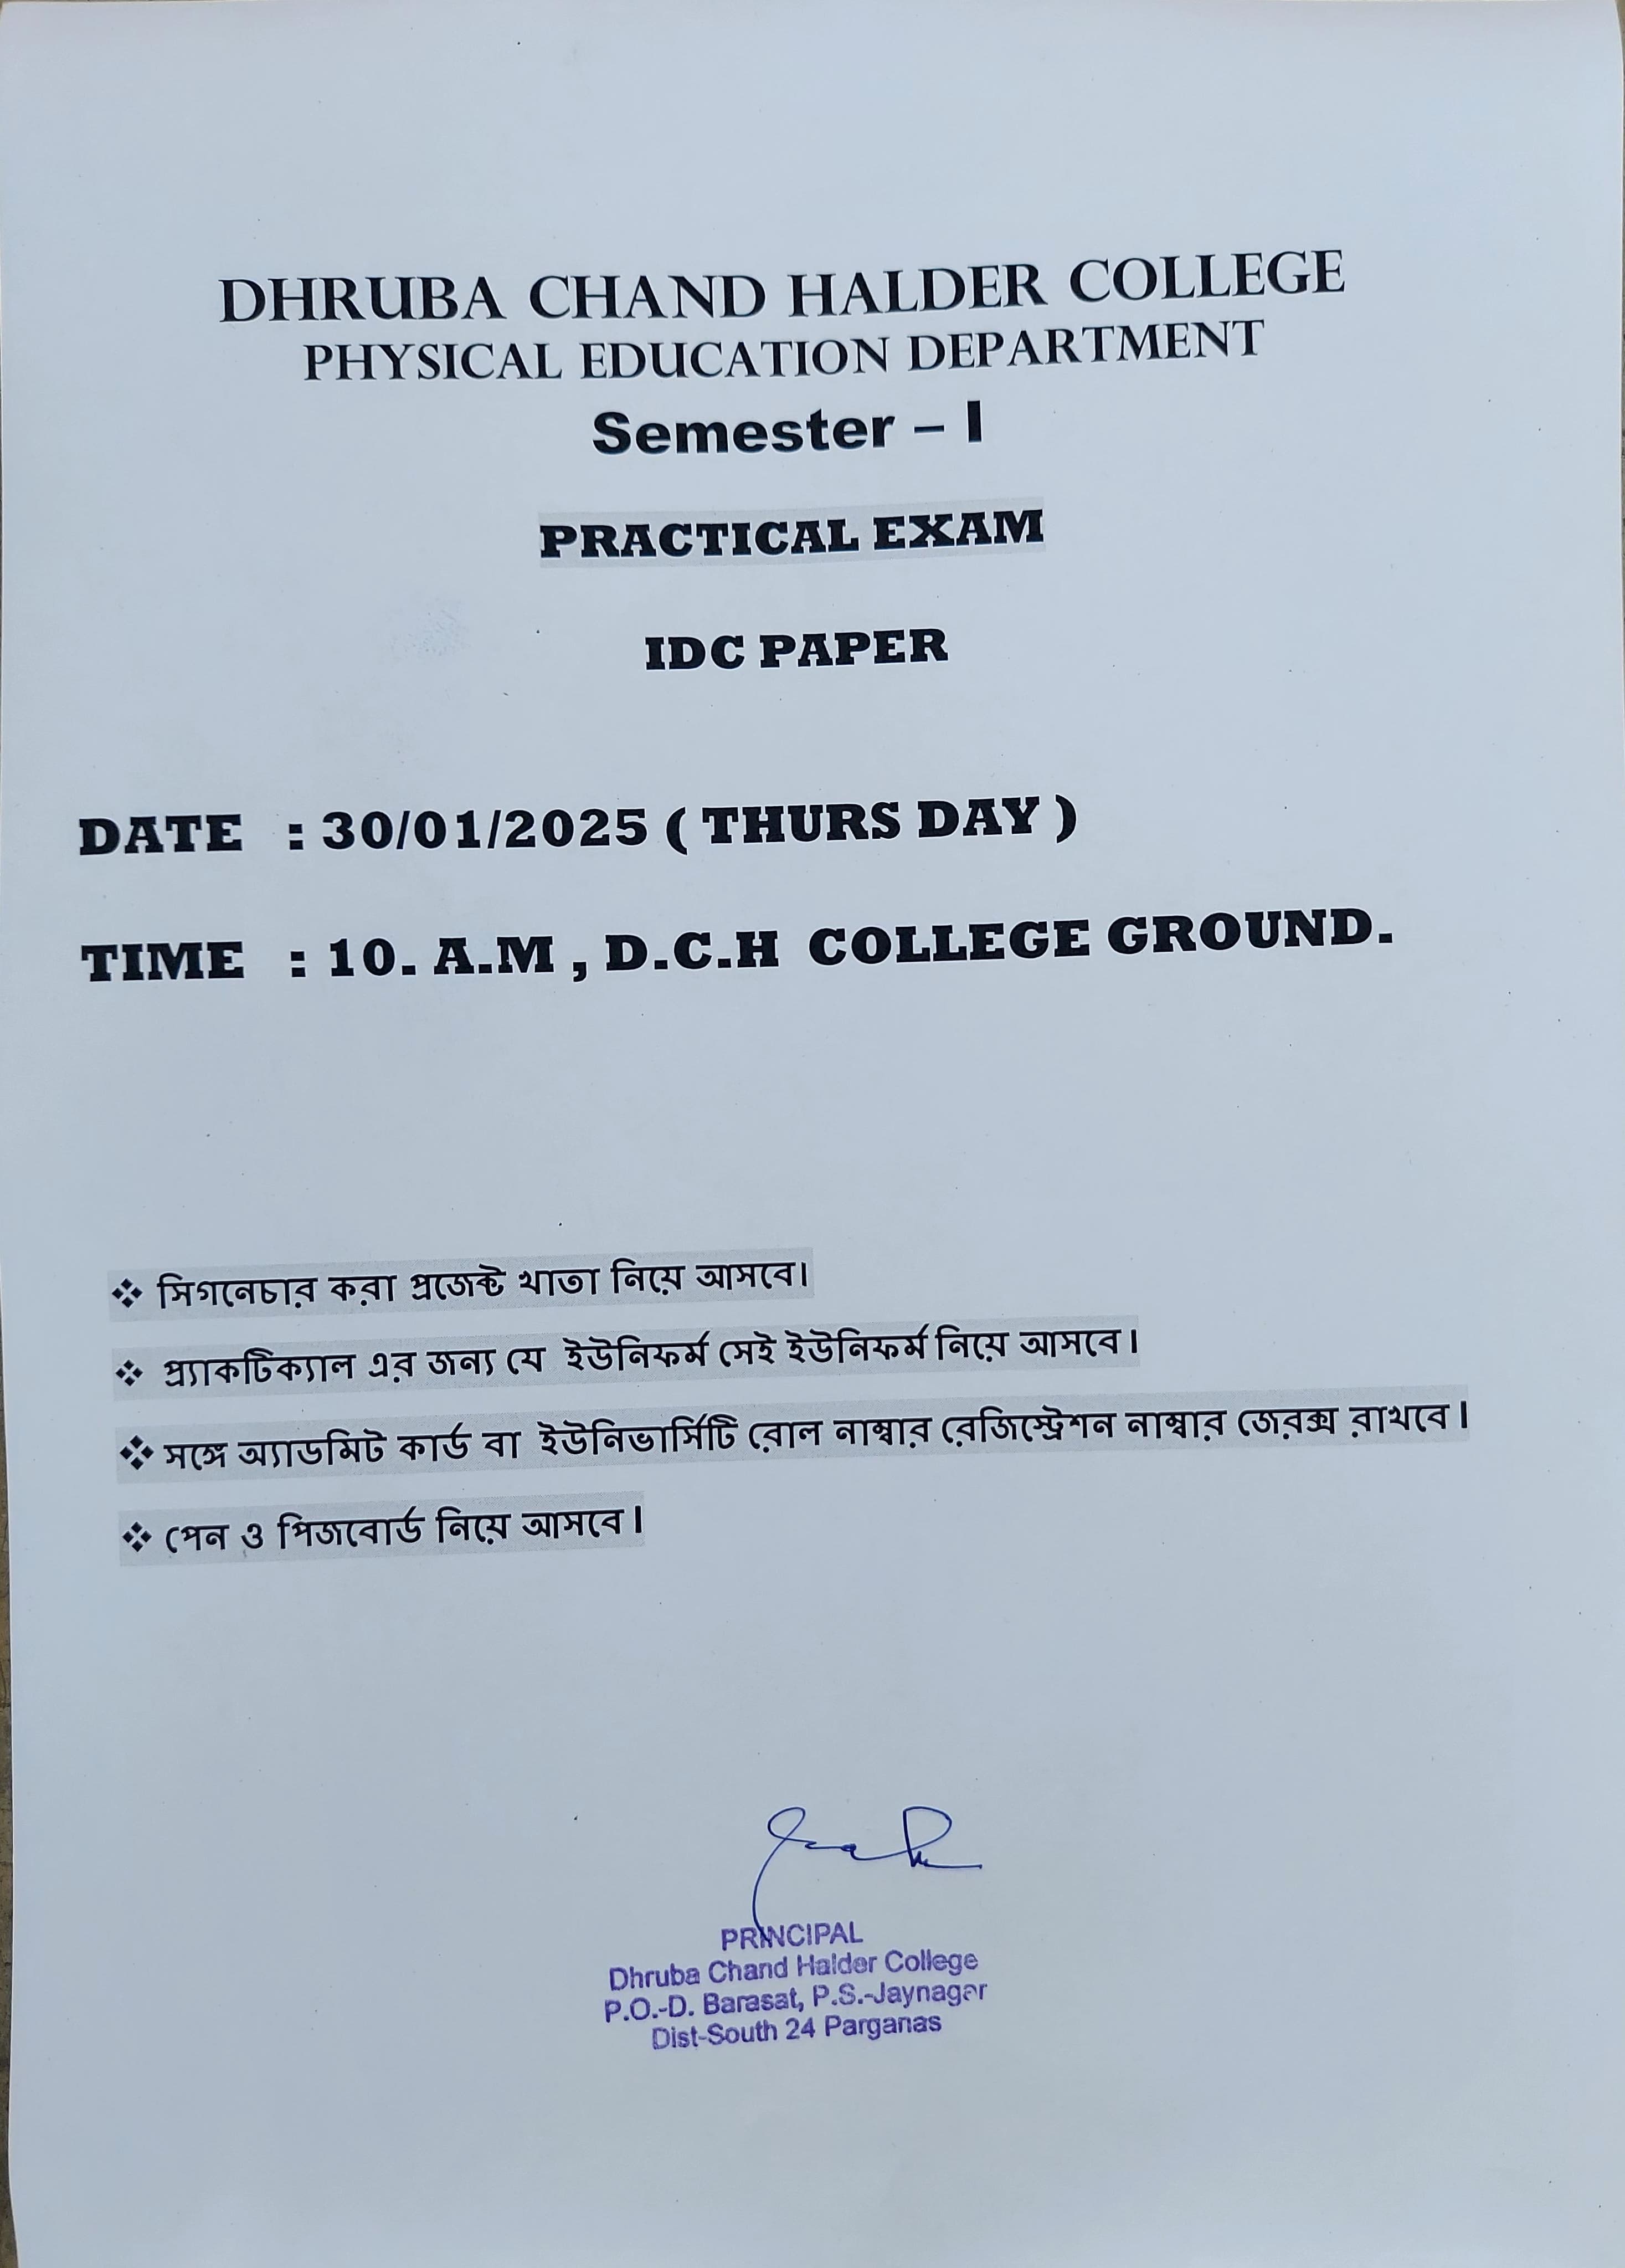 DHRUBA CHAND HALDER COLLEGE
PHYSICAL EDUCATION DEPARTMENT
Semester – I
PRACTICAL EXAM
IDC PAPER
DATE : 30/01/2025 ( THURS DAY )
TIME : 10. A.M , D.C.H COLLEGE GROUND.
❖ সিগনেচার করা প্রজেক্ট খাতা নিয়ে আসবে।
❖ প্র্যাকটিক্যাল এর জন্য যে ইউনিফর্ম সেই ইউনিফর্ম নিয়ে আসবে।
❖ সঙ্গে অ্যাডমিট কার্ড বা ইউনিভার্সিটি রোল নাম্বার রেজিস্ট্রেশন নাম্বার জেরক্স রাখবে।
❖ পেন ও পিজবোর্ড নিয়ে আসবে।
PRINCIPAL
Dhruba Chand Halder College
P.O.-D. Barasat, P.S.-Jaynagar
Dist-South 24 Parganas